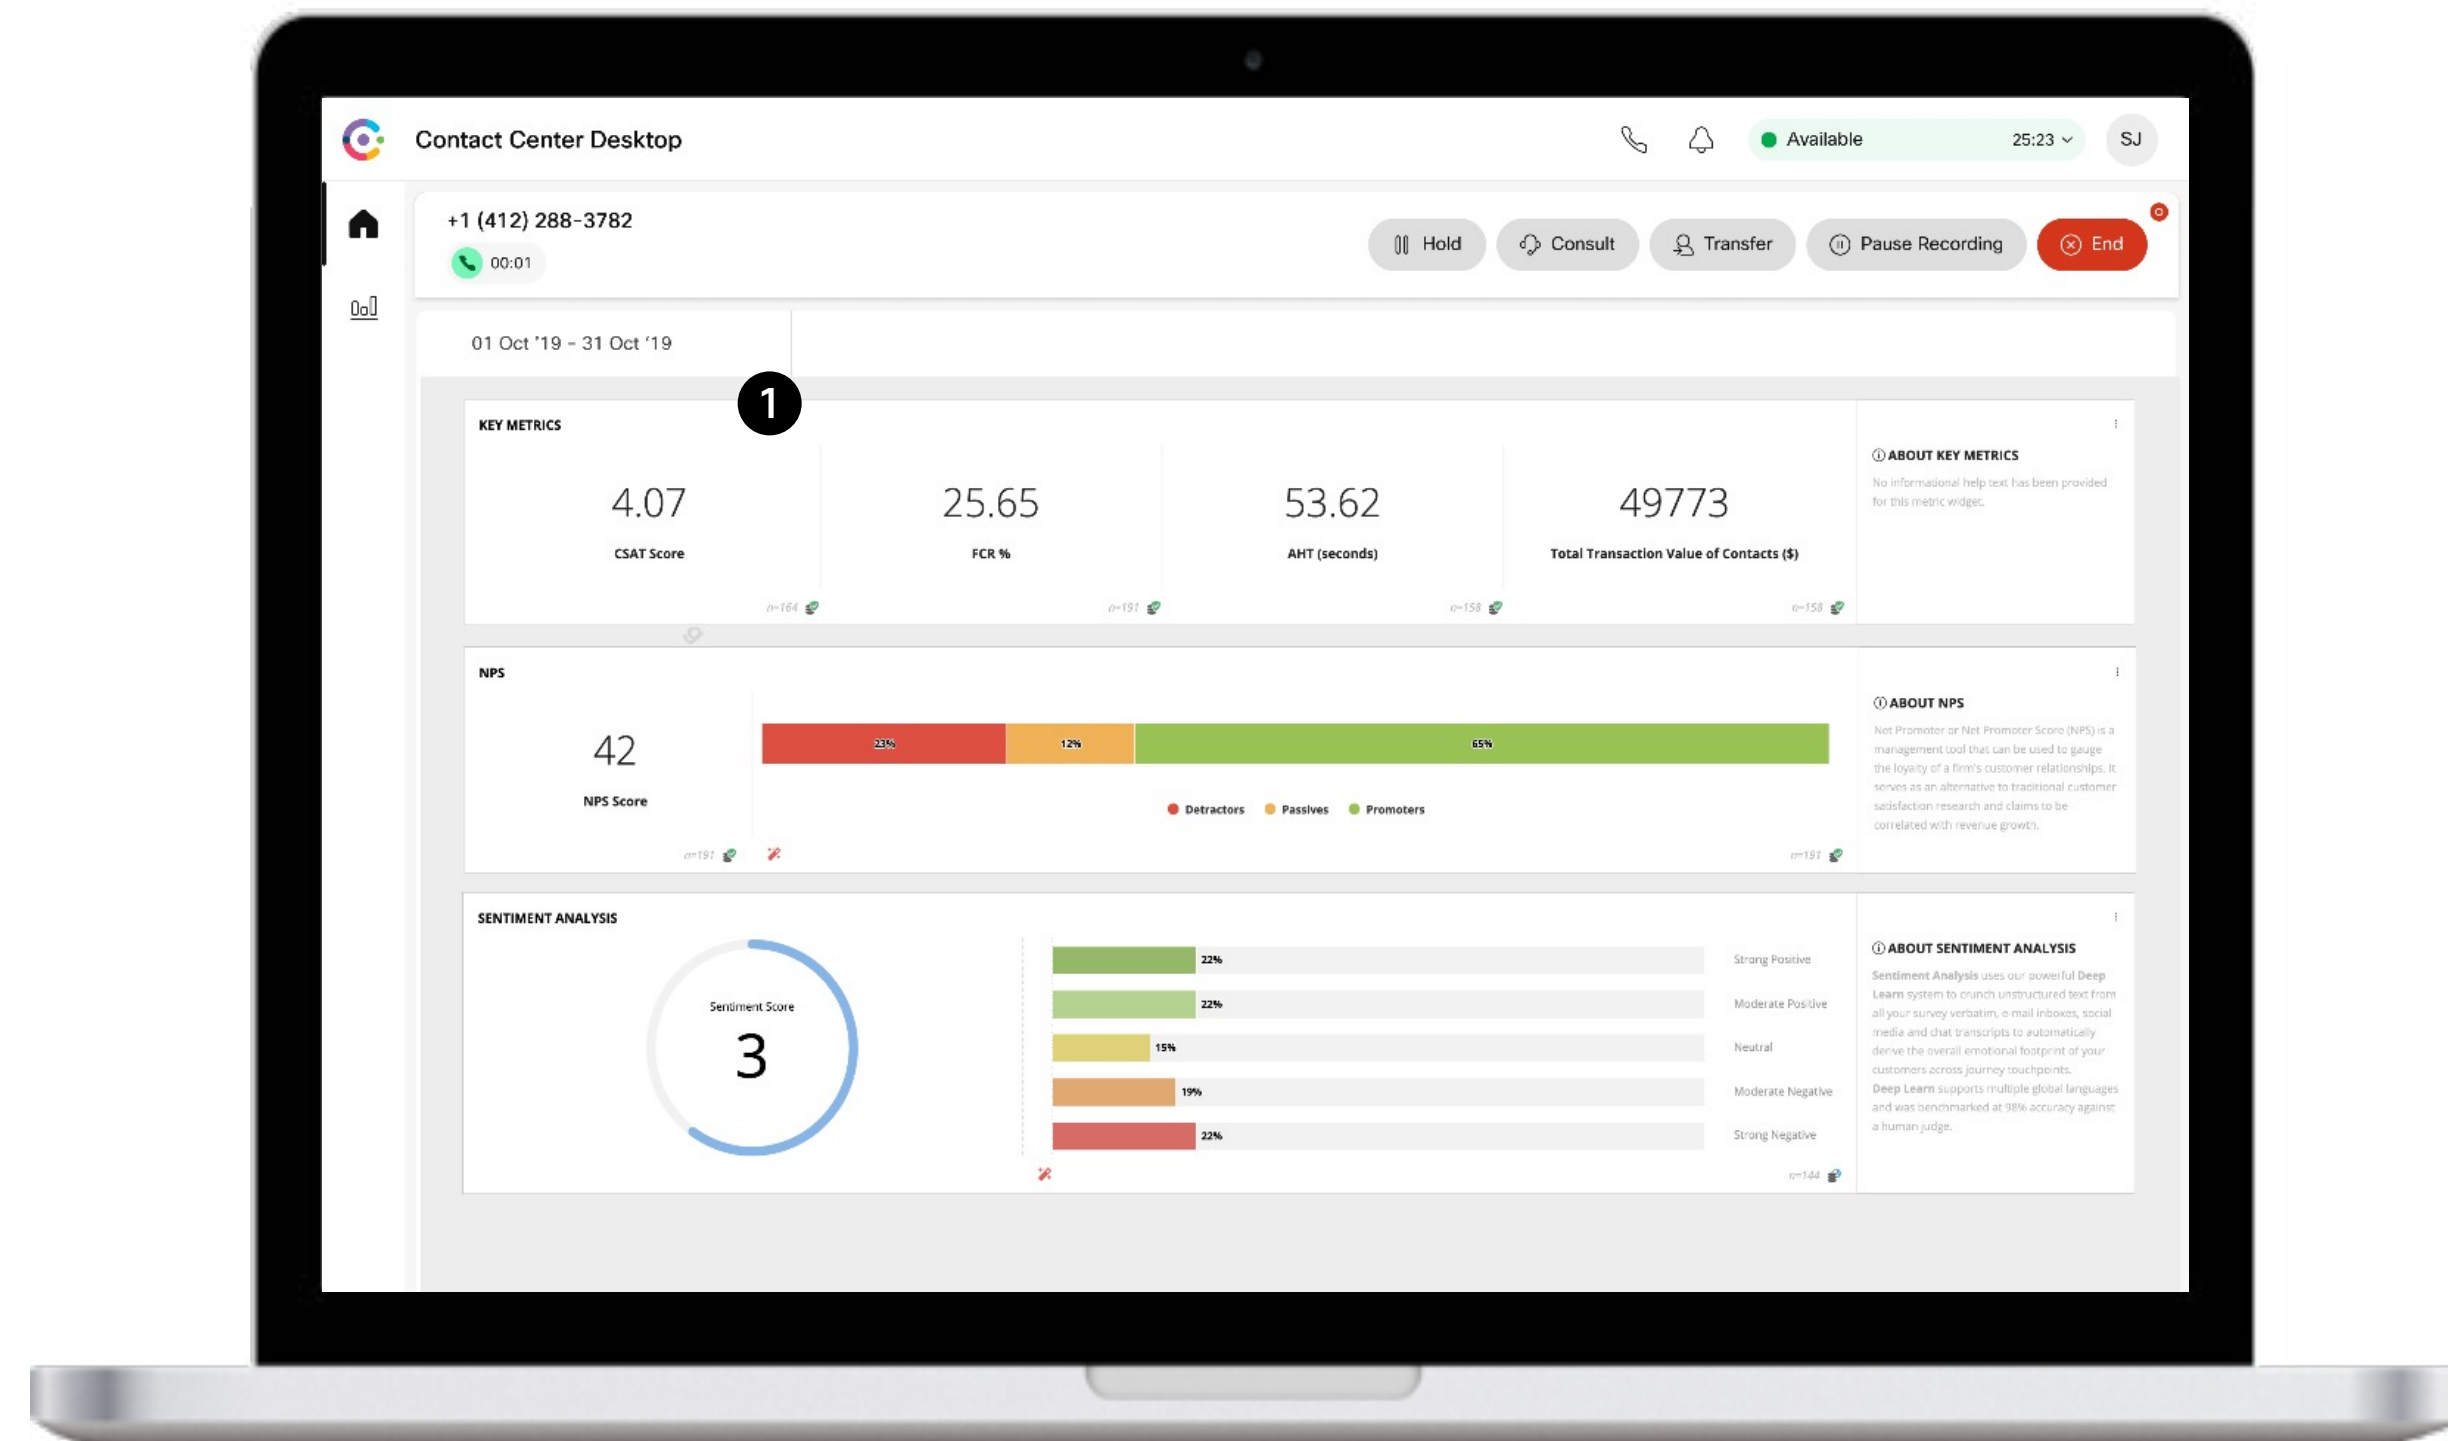 Contact Center Desktop
Available 25:23
SJ
+1 (412) 288-3782
00:01
Hold
Consult
Transfer
Pause Recording
End
01 Oct '19 - 31 Oct ‘19
1
KEY METRICS
4.07
CSAT Score
n=164
25.65
FCR %
n=191
53.62
AHT (seconds)
n=158
49773
Total Transaction Value of Contacts ($)
n=158
ABOUT KEY METRICS
No informational help text has been provided
for this metric widget.
NPS
42
NPS Score
n=191
23%
12%
65%
Detractors
Passives
Promoters
n=191
ABOUT NPS
Net Promoter or Net Promoter Score (NPS) is a
management tool that can be used to gauge
the loyalty of a firm's customer relationships. It
serves as an alternative to traditional customer
satisfaction research and claims to be
correlated with revenue growth.
SENTIMENT ANALYSIS
Sentiment Score
3
22% Strong Positive
22% Moderate Positive
15% Neutral
19% Moderate Negative
22% Strong Negative
n=144
ABOUT SENTIMENT ANALYSIS
Sentiment Analysis uses our powerful Deep
Learn system to crunch unstructured text from
all your survey verbatim, e-mail inboxes, social
media and chat transcripts to automatically
derive the overall emotional footprint of your
customers across journey touchpoints.
Deep Learn supports multiple global languages
and was benchmarked at 98% accuracy against
a human judge.